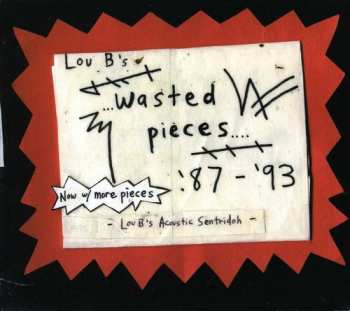 Lou B's
...wasted
pieces....
'87 - '93
Now w/ more pieces
- Lou B's Acoustic Sentridoh -